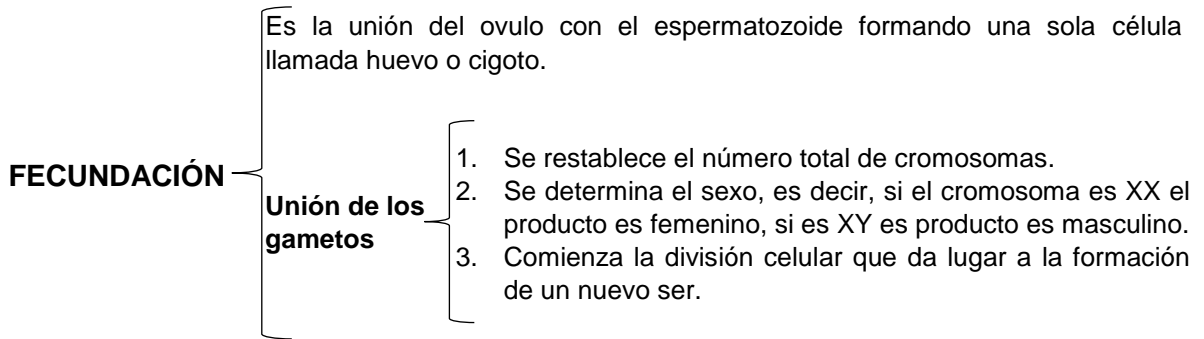 Es la unión del ovulo con el espermatozoide formando una sola célula
llamada huevo o cigoto.
FECUNDACIÓN
Unión de los
gametos
1. Se restablece el número total de cromosomas.
2. Se determina el sexo, es decir, si el cromosoma es XX el
producto es femenino, si es XY es producto es masculino.
3. Comienza la división celular que da lugar a la formación
de un nuevo ser.